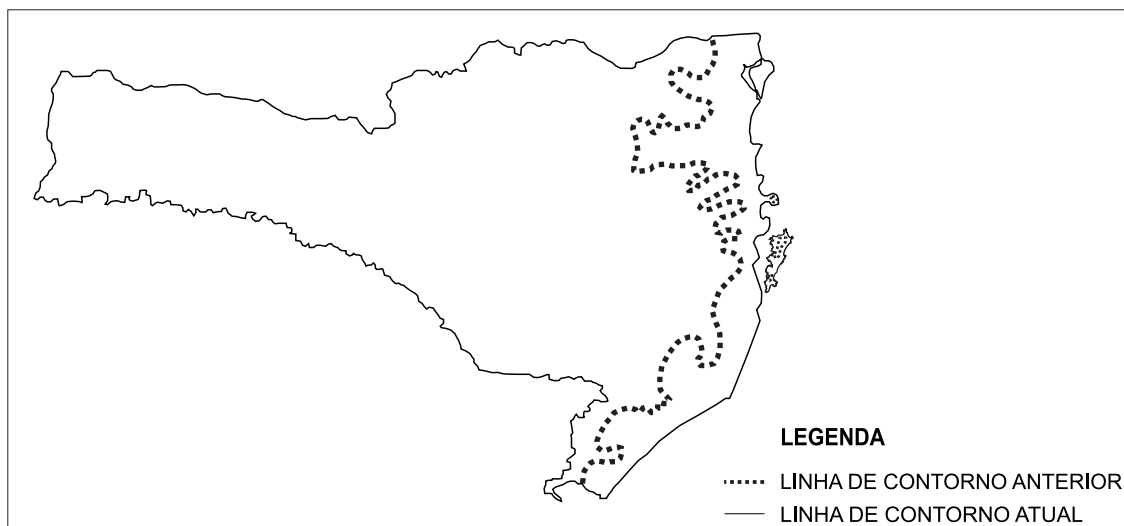 LEGENDA
LINHA DE CONTORNO ANTERIOR
LINHA DE CONTORNO ATUAL